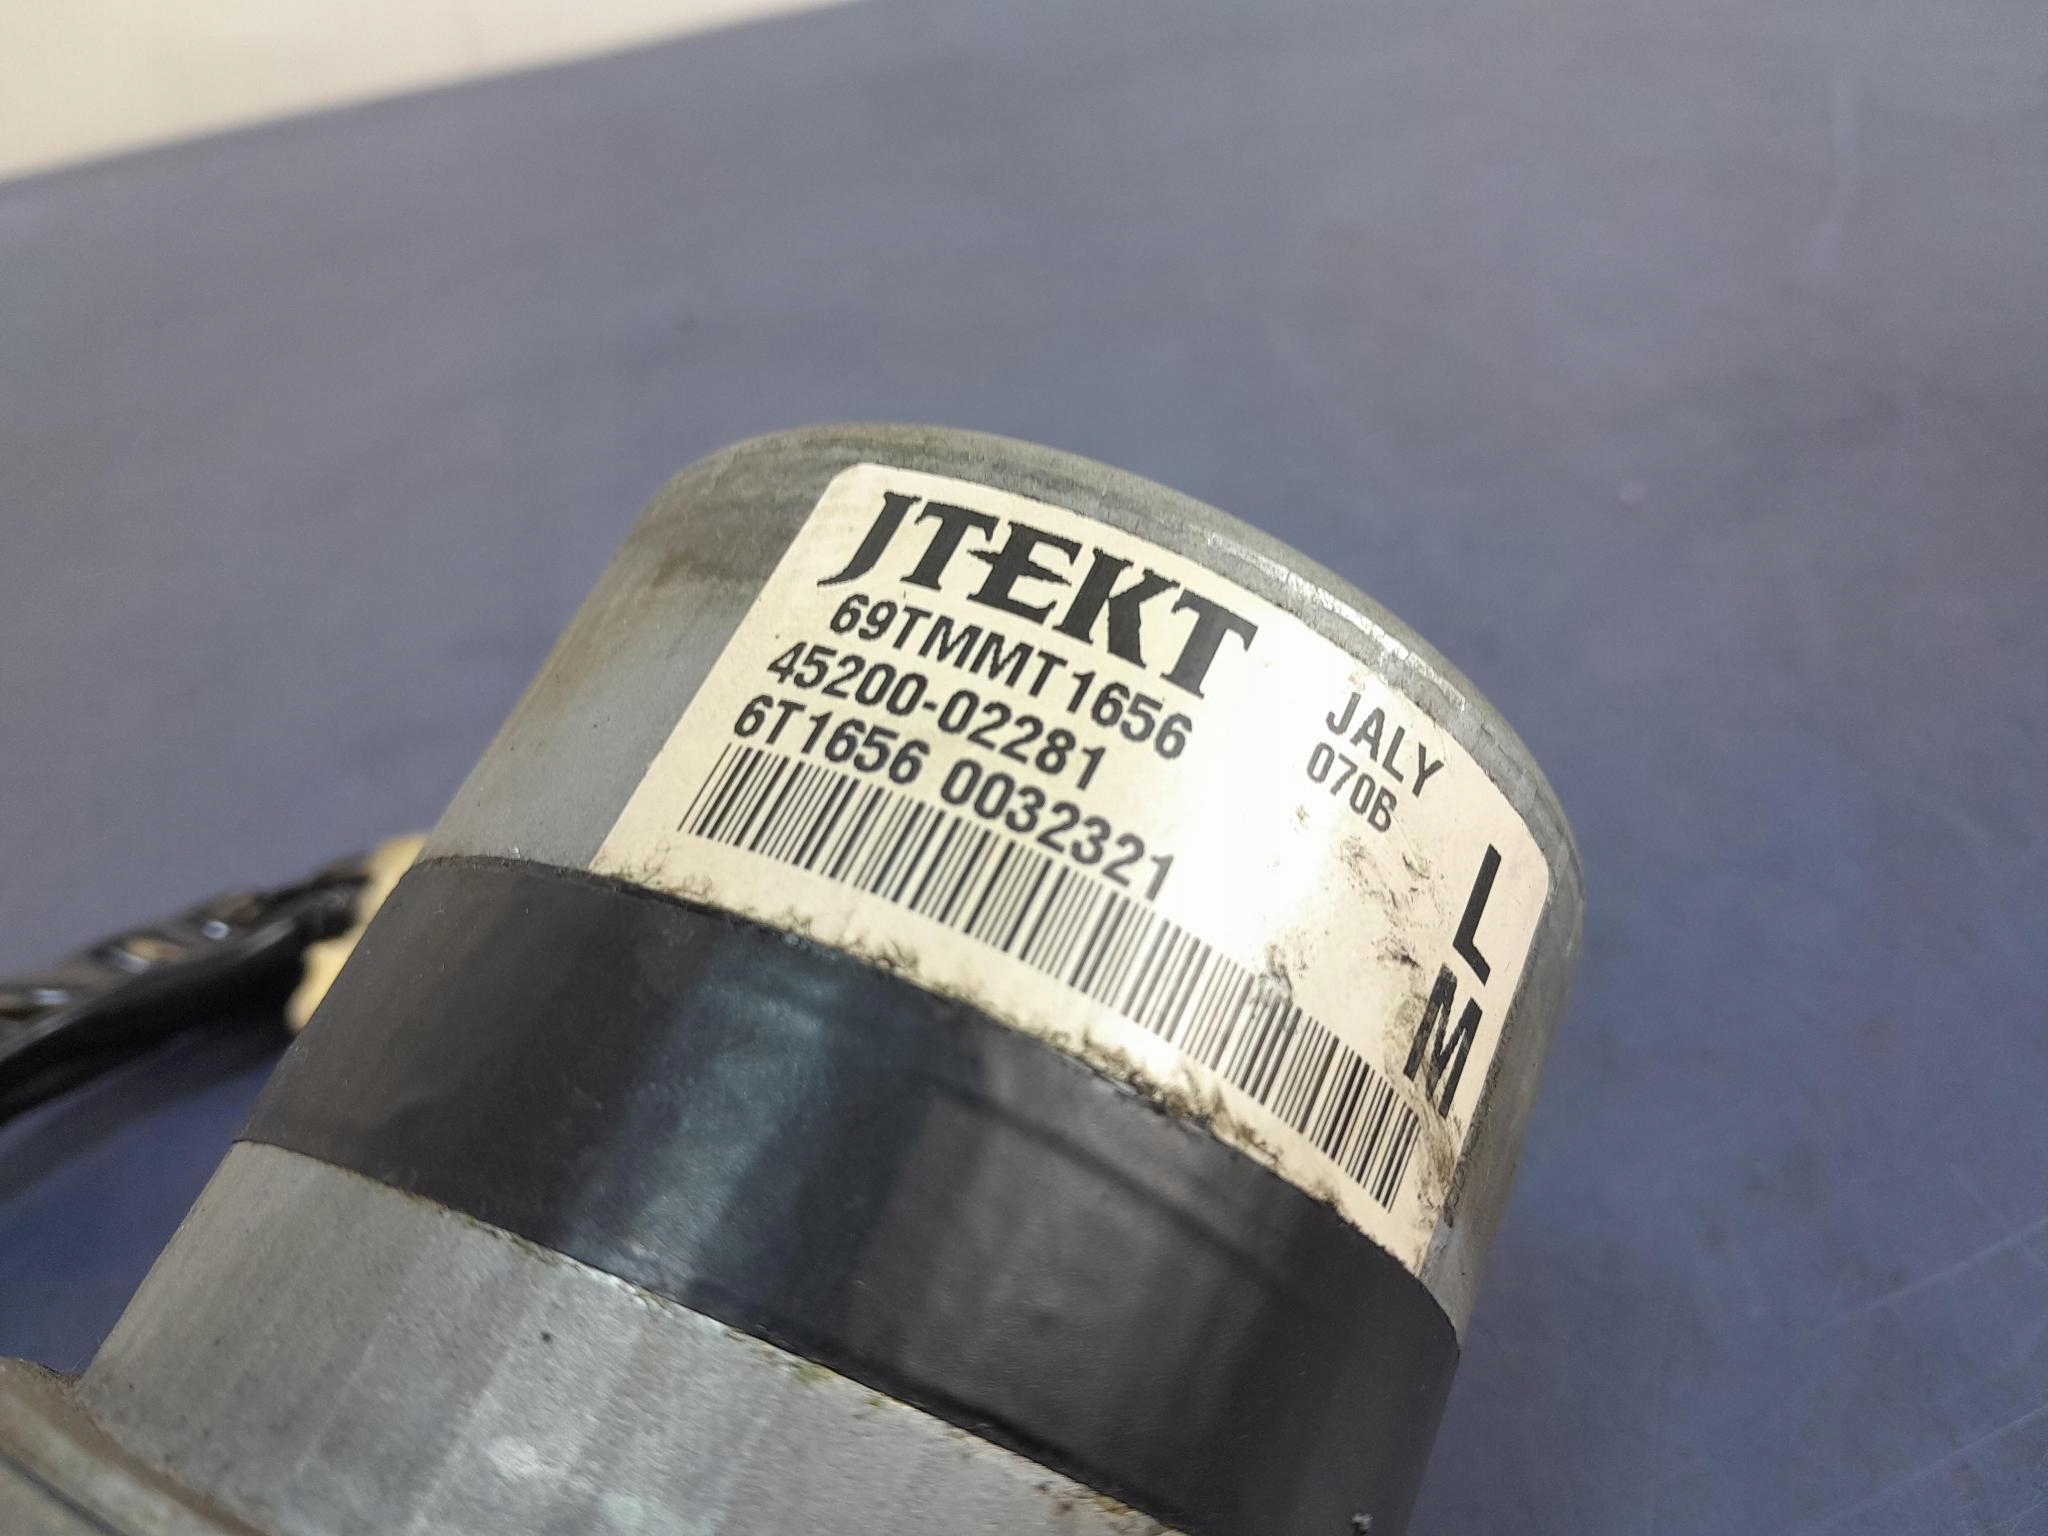 JTEKT
69TMMT1656
45200-02281
6T1656 0032321
JALY
070B
L
M